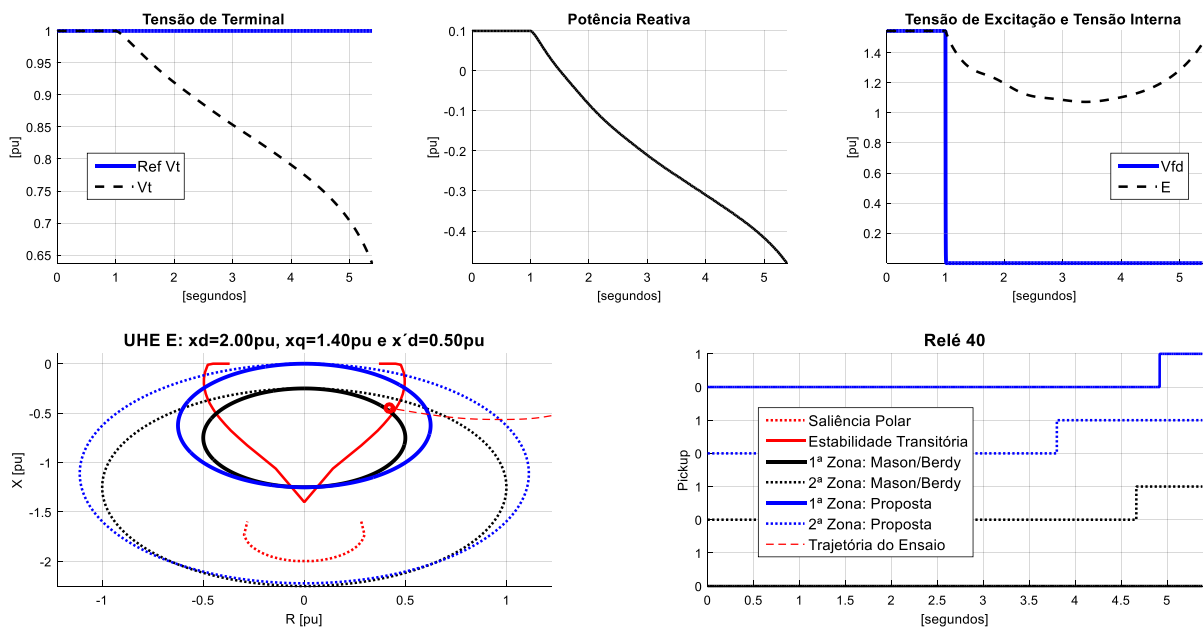 Tensão de Terminal
1
0.95
0.9
0.85
0.8
0.75
0.7
0.65
[pu]
Ref Vt
Vt
0 1 2 3 4 5
[segundos]
Potência Reativa
0.1
0
-0.1
-0.2
-0.3
-0.4
[pu]
0 1 2 3 4 5
[segundos]
Tensão de Excitação e Tensão Interna
1.4
1.2
1
0.8
0.6
0.4
0.2
[pu]
Vfd
E
0 1 2 3 4 5
[segundos]
UHE E: xd=2.00pu, xq=1.40pu e x´d=0.50pu
0
-0.5
-1
-1.5
-2
X [pu]
-1 -0.5 0 0.5 1
R [pu]
Relé 40
1
0
1
0
1
0
1
0
Pickup
Saliência Polar
Estabilidade Transitória
1ª Zona: Mason/Berdy
2ª Zona: Mason/Berdy
1ª Zona: Proposta
2ª Zona: Proposta
Trajetória do Ensaio
0 0.5 1 1.5 2 2.5 3 3.5 4 4.5 5
[segundos]